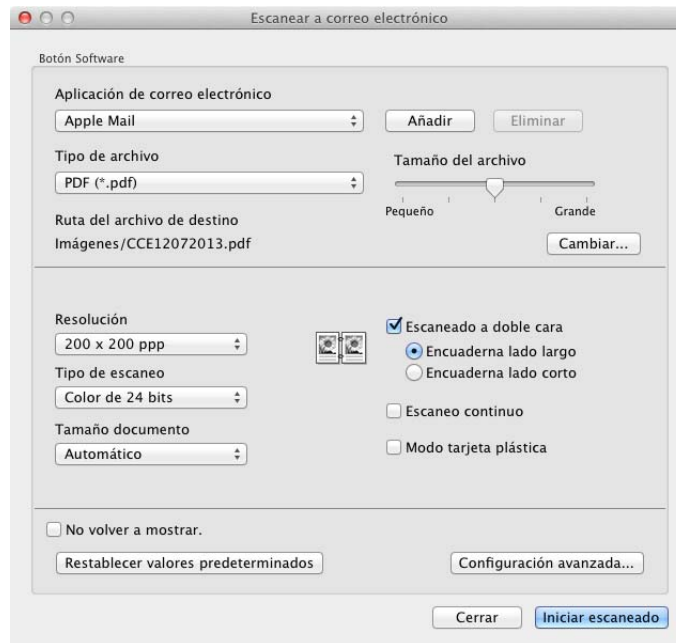 Escanear a correo electrónico
Botón Software
Aplicación de correo electrónico
Apple Mail
Añadir
Eliminar
Tipo de archivo
PDF (*.pdf)
Tamaño del archivo
Pequeño
Grande
Ruta del archivo de destino
Imágenes/CCE12072013.pdf
Cambiar...
Resolución
200 x 200 ppp
Tipo de escaneo
Color de 24 bits
Tamaño documento
Automático
Escaneado a doble cara
Encuaderna lado largo
Encuaderna lado corto
Escaneo continuo
Modo tarjeta plástica
No volver a mostrar.
Restablecer valores predeterminados
Configuración avanzada...
Cerrar
Iniciar escaneado